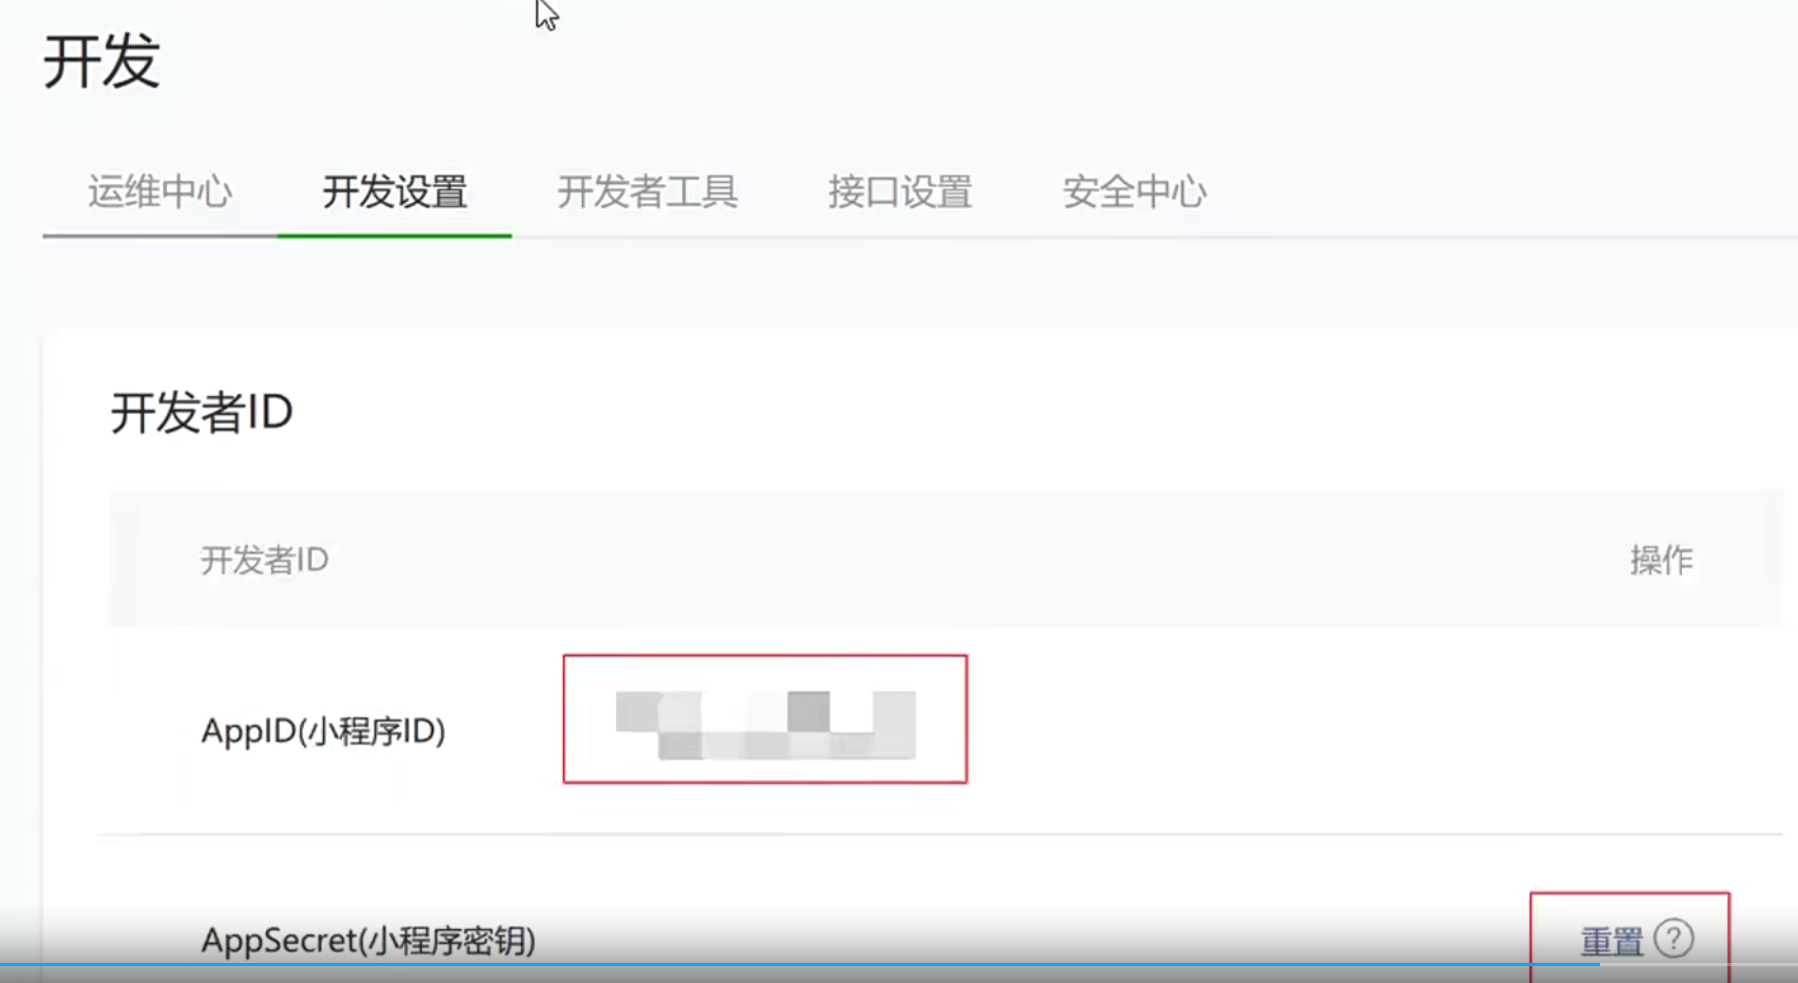 开发
运维中心 开发设置 开发者工具 接口设置 安全中心
开发者ID
开发者ID 操作
AppID(小程序ID)
AppSecret(小程序密钥) 重置 ?